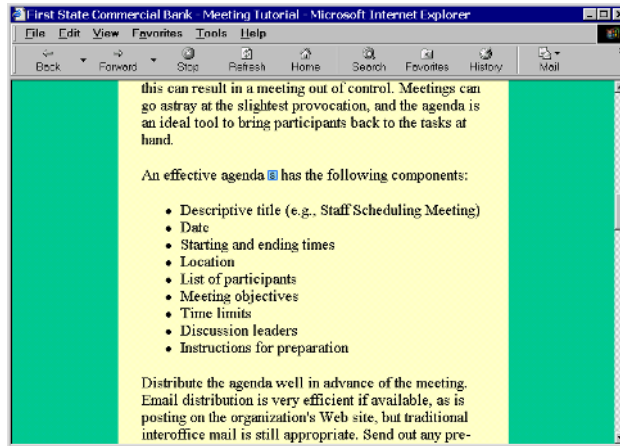 First State Commercial Bank - Meeting Tutorial - Microsoft Internet Explorer
File Edit View Favorites Tools Help
Back Forward Stop Refresh Home Search Favorites History Mail
this can result in a meeting out of control. Meetings can
go astray at the slightest provocation, and the agenda is
an ideal tool to bring participants back to the tasks at
hand.
An effective agenda has the following components:
• Descriptive title (e.g., Staff Scheduling Meeting)
• Date
• Starting and ending times
• Location
• List of participants
• Meeting objectives
• Time limits
• Discussion leaders
• Instructions for preparation
Distribute the agenda well in advance of the meeting.
Email distribution is very efficient if available, as is
posting on the organization's Web site, but traditional
interoffice mail is still appropriate. Send out any pre-